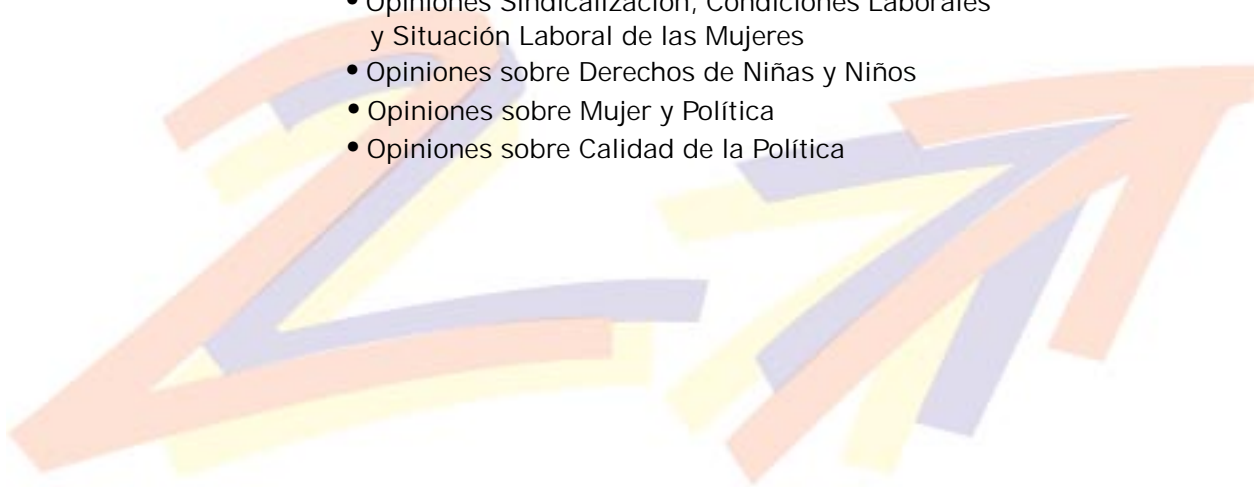 • Opiniones Sindicalización, Condiciones Laborales
y Situación Laboral de las Mujeres
• Opiniones sobre Derechos de Niñas y Niños
• Opiniones sobre Mujer y Política
• Opiniones sobre Calidad de la Política